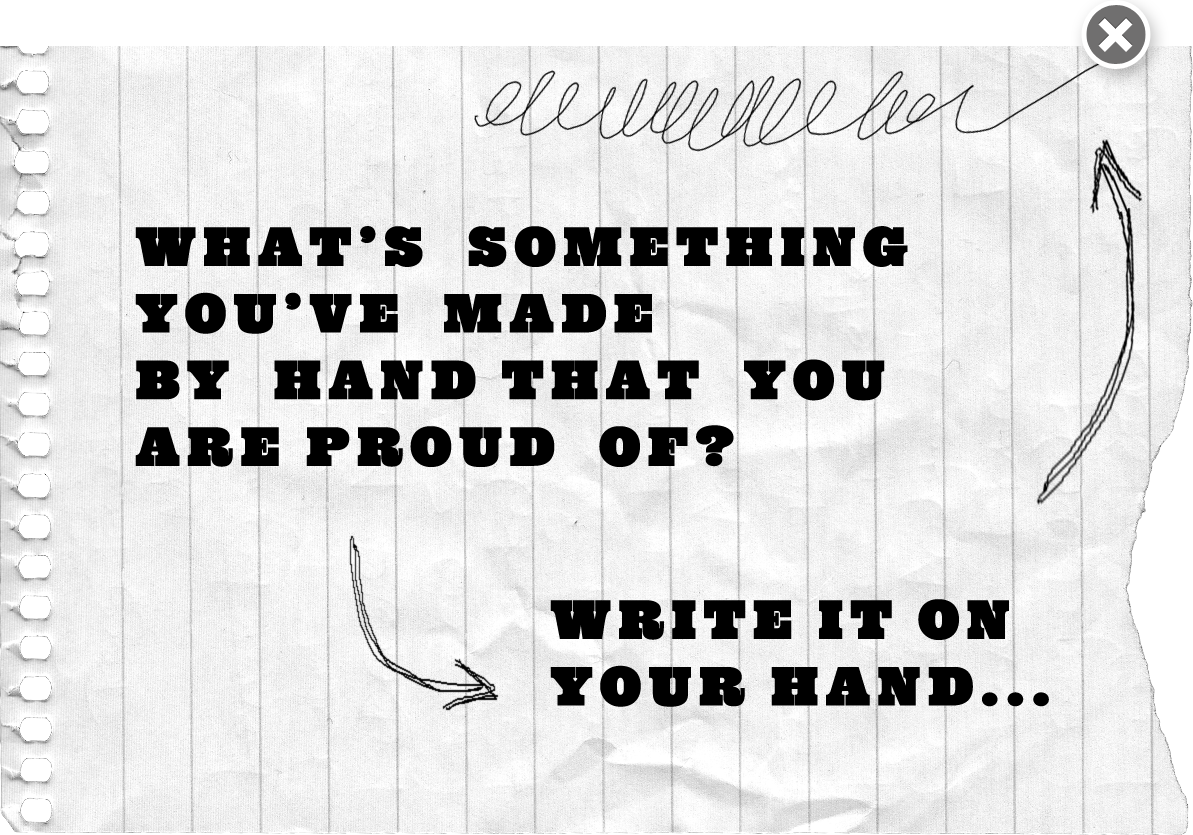 WHAT’S SOMETHING
YOU’VE MADE
BY HAND THAT YOU
ARE PROUD OF?
WRITE IT ON
YOUR HAND...